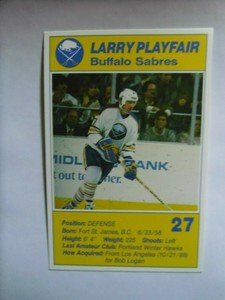 LARRY PLAYFAIR
Buffalo Sabres
MIDL BANK
out to
27
Position: DEFENSE
Born: Fort St James, B.C. 6/23/58
Height: 6' 4" Weight: 225 Shoots: Left
Last Amateur Club: Portland Winter Hawks
How Acquired: From Los Angeles (10/21/88)
for Bob Logan